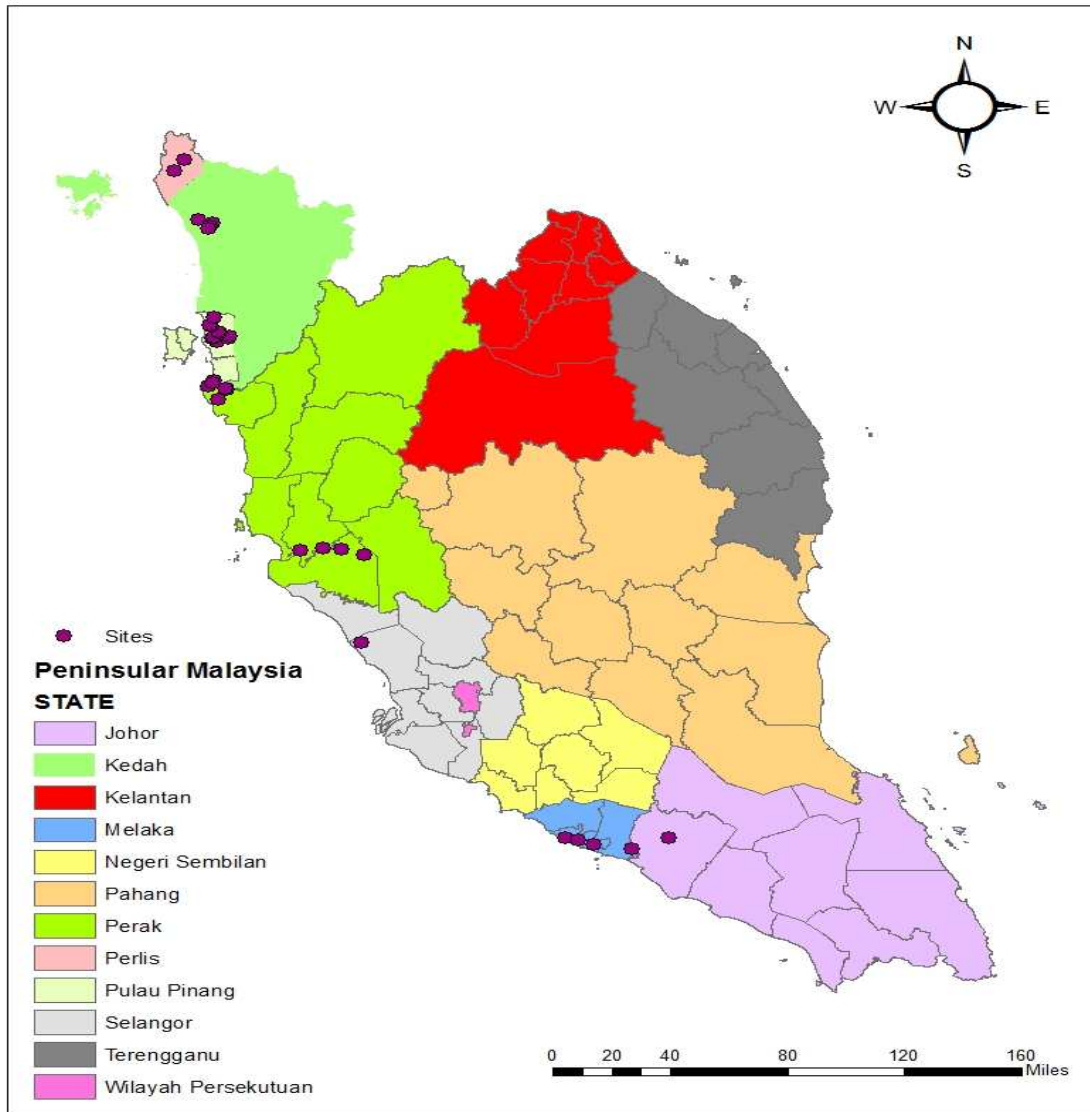 N
W E
S
Sites
Peninsular Malaysia
STATE
Johor
Kedah
Kelantan
Melaka
Negeri Sembilan
Pahang
Perak
Perlis
Pulau Pinang
Selangor
Terengganu
Wilayah Persekutuan
0 20 40 80 120 160
Miles